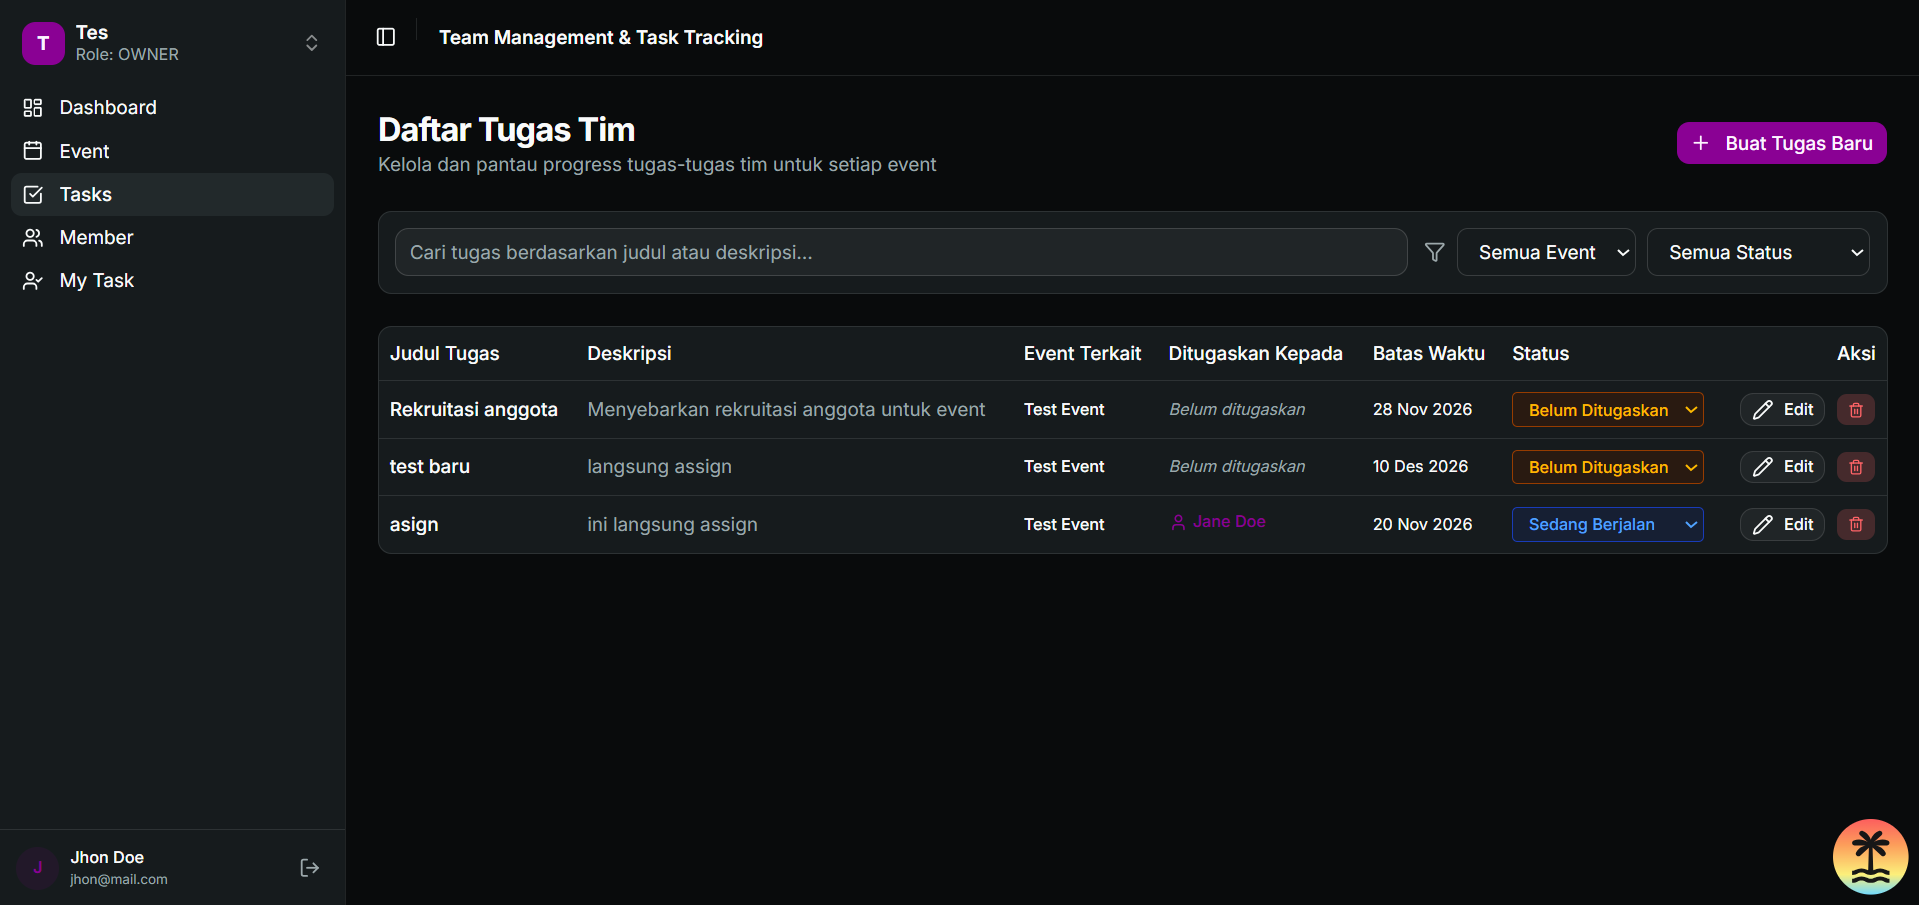 T
Tes
Role: OWNER
Dashboard
Event
Tasks
Member
My Task
Team Management & Task Tracking
Daftar Tugas Tim
Kelola dan pantau progress tugas-tugas tim untuk setiap event
Buat Tugas Baru
Cari tugas berdasarkan judul atau deskripsi...
Semua Event
Semua Status
Judul Tugas Deskripsi Event Terkait Ditugaskan Kepada Batas Waktu Status Aksi
Rekruitasi anggota Menyebarkan rekruitasi anggota untuk event Test Event Belum ditugaskan 28 Nov 2026 Belum Ditugaskan Edit
test baru langsung assign Test Event Belum ditugaskan 10 Des 2026 Belum Ditugaskan Edit
asign ini langsung assign Test Event Jane Doe 20 Nov 2026 Sedang Berjalan Edit
J
Jhon Doe
jhon@mail.com